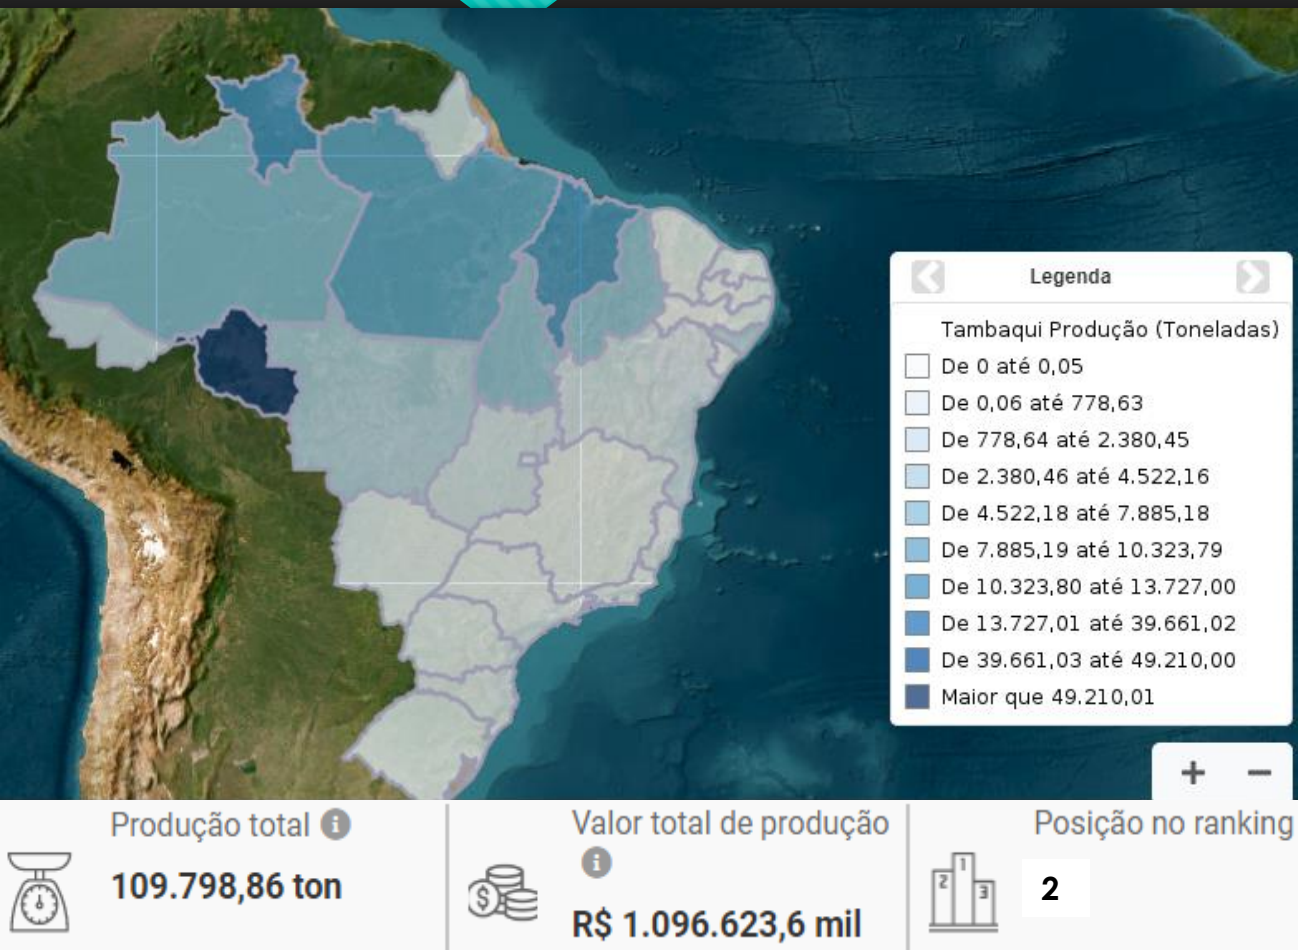 Legenda
Tambaqui Produção (Toneladas)
De 0 até 0,05
De 0,06 até 778,63
De 778,64 até 2.380,45
De 2.380,46 até 4.522,16
De 4.522,18 até 7.885,18
De 7.885,19 até 10.323,79
De 10.323,80 até 13.727,00
De 13.727,01 até 39.661,02
De 39.661,03 até 49.210,00
Maior que 49.210,01
+ −
Produção total i
109.798,86 ton
$
Valor total de produção
i
R$ 1.096.623,6 mil
2 1 3
Posição no ranking
2